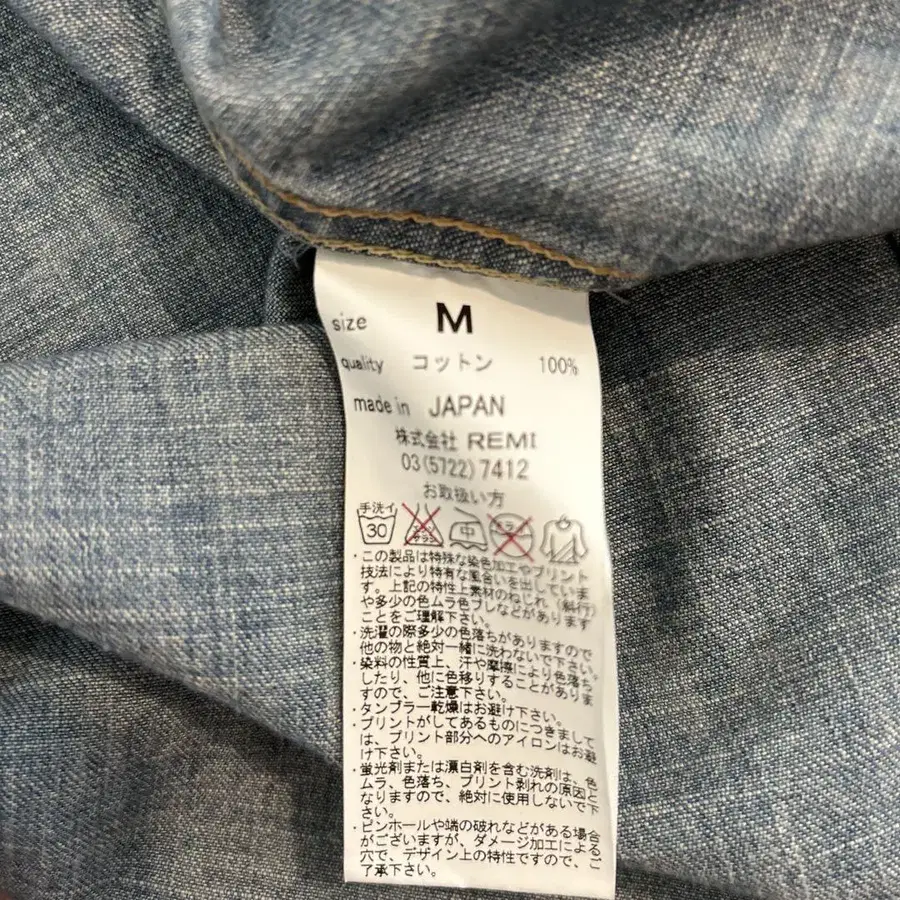 size M
quality コットン 100%
made in JAPAN
株式会社 REMI
03(5722)7412
お取扱い方
手洗イ
30
エンソ サラシ 中 ドライ
・この製品は特殊な染色加工やプリント
技法により特有な風合いを出していま
す。上記の特性上素材のねじれ(斜行)
や多少の色ムラ色ブレなどがあります
ことをご理解下さい。
・洗濯の際多少の色落ちがありますので
他の物と絶対一緒に洗わないで下さい。
・染料の性質上、汗や摩擦により色落ち
したり、他に色移りすることがありま
すので、ご注意下さい。
・タンブラー乾燥はお避け下さい。
・プリントがしてあるものにつきまして
は、プリント部分へのアイロンはお避
け下さい。
・蛍光剤または漂白剤を含む洗剤は、色
ムラ、色落ち、プリント剥れの原因と
なりますので、絶対に使用しないで下
さい。
・ピンホールや端の破れなどがある場合
がございますが、ダメージ加工による
穴で、デザイン上の特性ですので、ご
了承下さい。